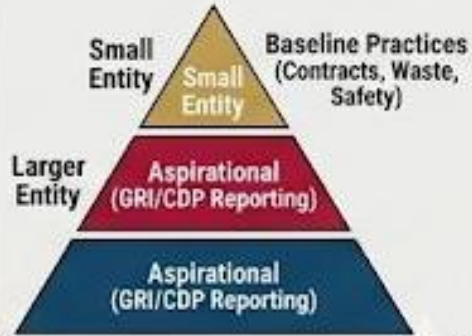 Small
Entity
Small
Entity
Baseline Practices
(Contracts, Waste,
Safety)
Larger
Entity
Aspirational
(GRI/CDP Reporting)
Aspirational
(GRI/CDP Reporting)